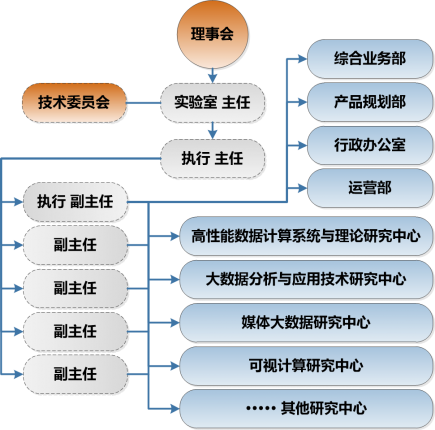 理事会
综合业务部
技术委员会
实验室 主任
产品规划部
执行 主任
行政办公室
运营部
执行 副主任
高性能数据计算系统与理论研究中心
副主任
大数据分析与应用技术研究中心
副主任
媒体大数据研究中心
副主任
可视计算研究中心
副主任
••••• 其他研究中心